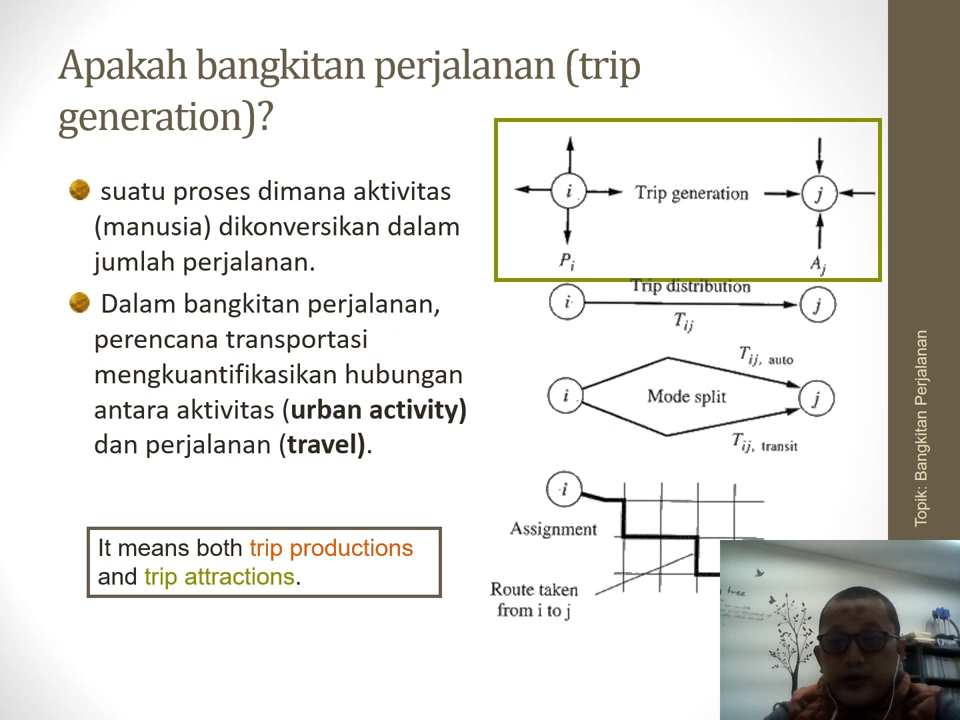 Apakah bangkitan perjalanan (trip
generation)?
suatu proses dimana aktivitas
(manusia) dikonversikan dalam
jumlah perjalanan.
Dalam bangkitan perjalanan,
perencana transportasi
mengkuantifikasikan hubungan
antara aktivitas (urban activity)
dan perjalanan (travel).
It means both trip productions
and trip attractions.
i
Trip generation
j
Pi
Aj
i
Trip distribution
j
Tij
Tij, auto
i
Mode split
j
Tij, transit
i
Assignment
Route taken
from i to j
Topik: Bangkitan Perjalanan
tree